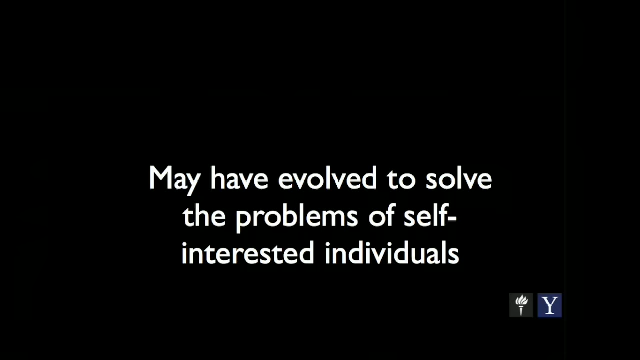 May have evolved to solve
the problems of self-
interested individuals
Y